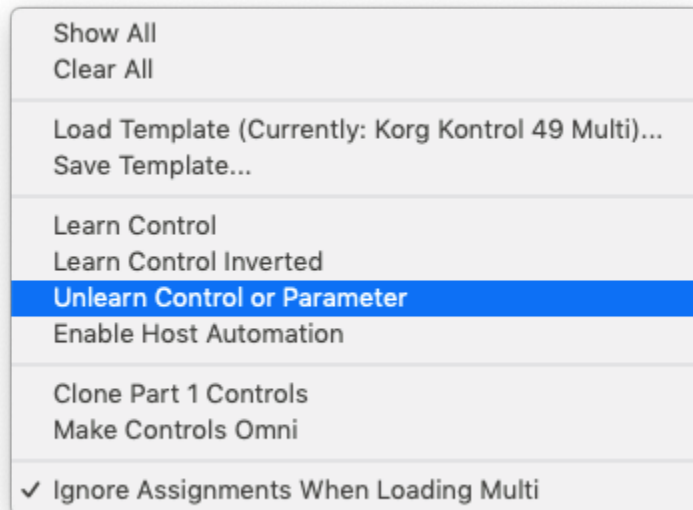 Show All
Clear All
Load Template (Currently: Korg Kontrol 49 Multi)...
Save Template...
Learn Control
Learn Control Inverted
Unlearn Control or Parameter
Enable Host Automation
Clone Part 1 Controls
Make Controls Omni
✓ Ignore Assignments When Loading Multi